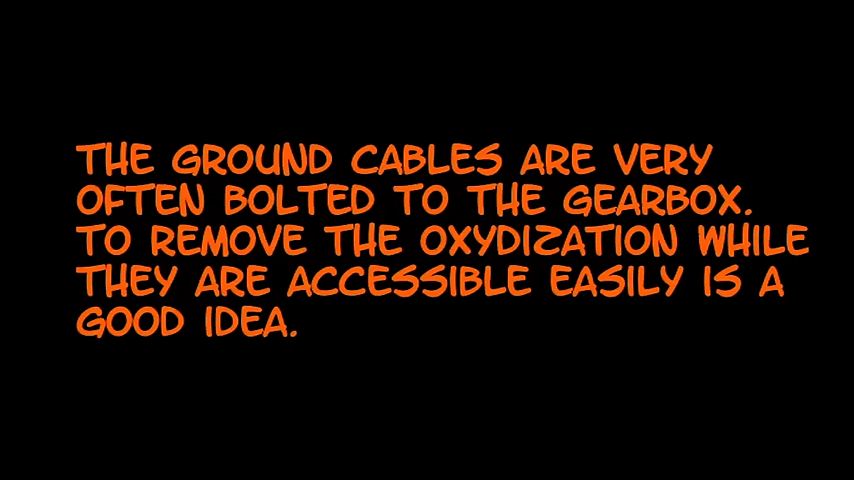 THE GROUND CABLES ARE VERY
OFTEN BOLTED TO THE GEARBOX.
TO REMOVE THE OXYDIZATION WHILE
THEY ARE ACCESSIBLE EASILY IS A
GOOD IDEA.